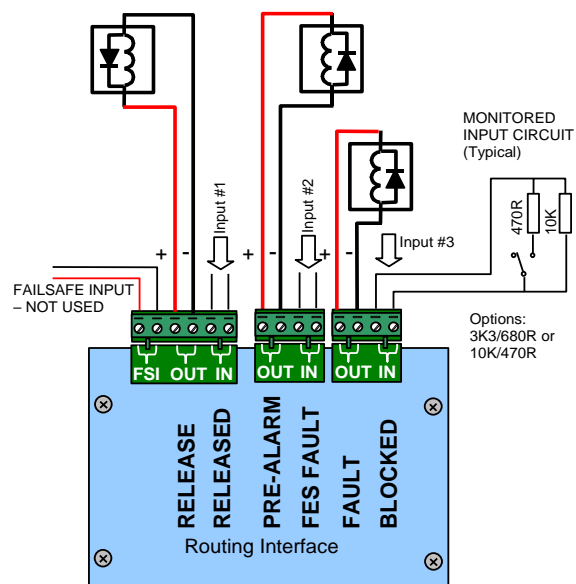 MONITORED
INPUT CIRCUIT
(Typical)
470R
10K
Input #1
Input #2
Input #3
+ - + - + -
FAILSAFE INPUT
– NOT USED
Options:
3K3/680R or
10K/470R
FSI OUT IN OUT IN OUT IN
RELEASE
RELEASED
PRE-ALARM
FES FAULT
FAULT
BLOCKED
Routing Interface